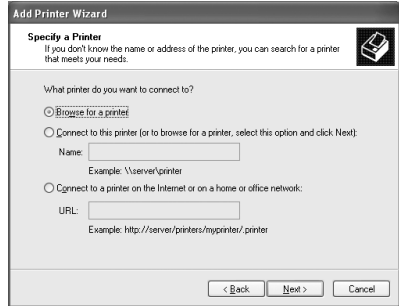 Add Printer Wizard
Specify a Printer
If you don't know the name or address of the printer, you can search for a printer
that meets your needs.
What printer do you want to connect to?
Browse for a printer
Connect to this printer (or to browse for a printer, select this option and click Next):
Name:
Example: \\server\printer
Connect to a printer on the Internet or on a home or office network:
URL:
Example: http://server/printers/myprinter/.printer
< Back
Next >
Cancel